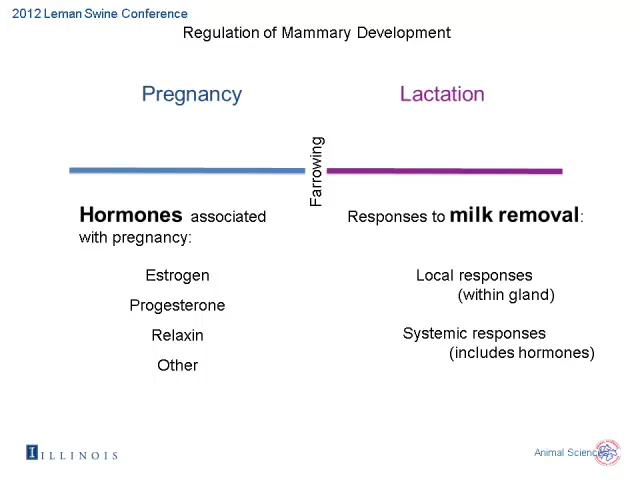 2012 Leman Swine Conference
Regulation of Mammary Development
Pregnancy
Lactation
Farrowing
Hormones associated
with pregnancy:
Estrogen
Progesterone
Relaxin
Other
Responses to milk removal:
Local responses
(within gland)
Systemic responses
(includes hormones)
I ILLINOIS
Animal Sciences